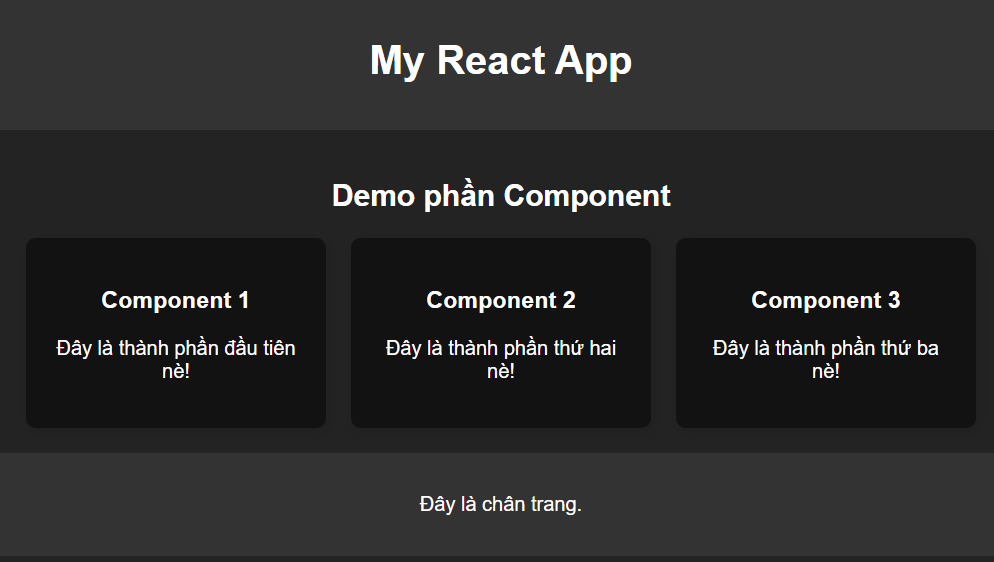 My React App
Demo phần Component
Component 1
Đây là thành phần đầu tiên
nè!
Component 2
Đây là thành phần thứ hai
nè!
Component 3
Đây là thành phần thứ ba
nè!
Đây là chân trang.